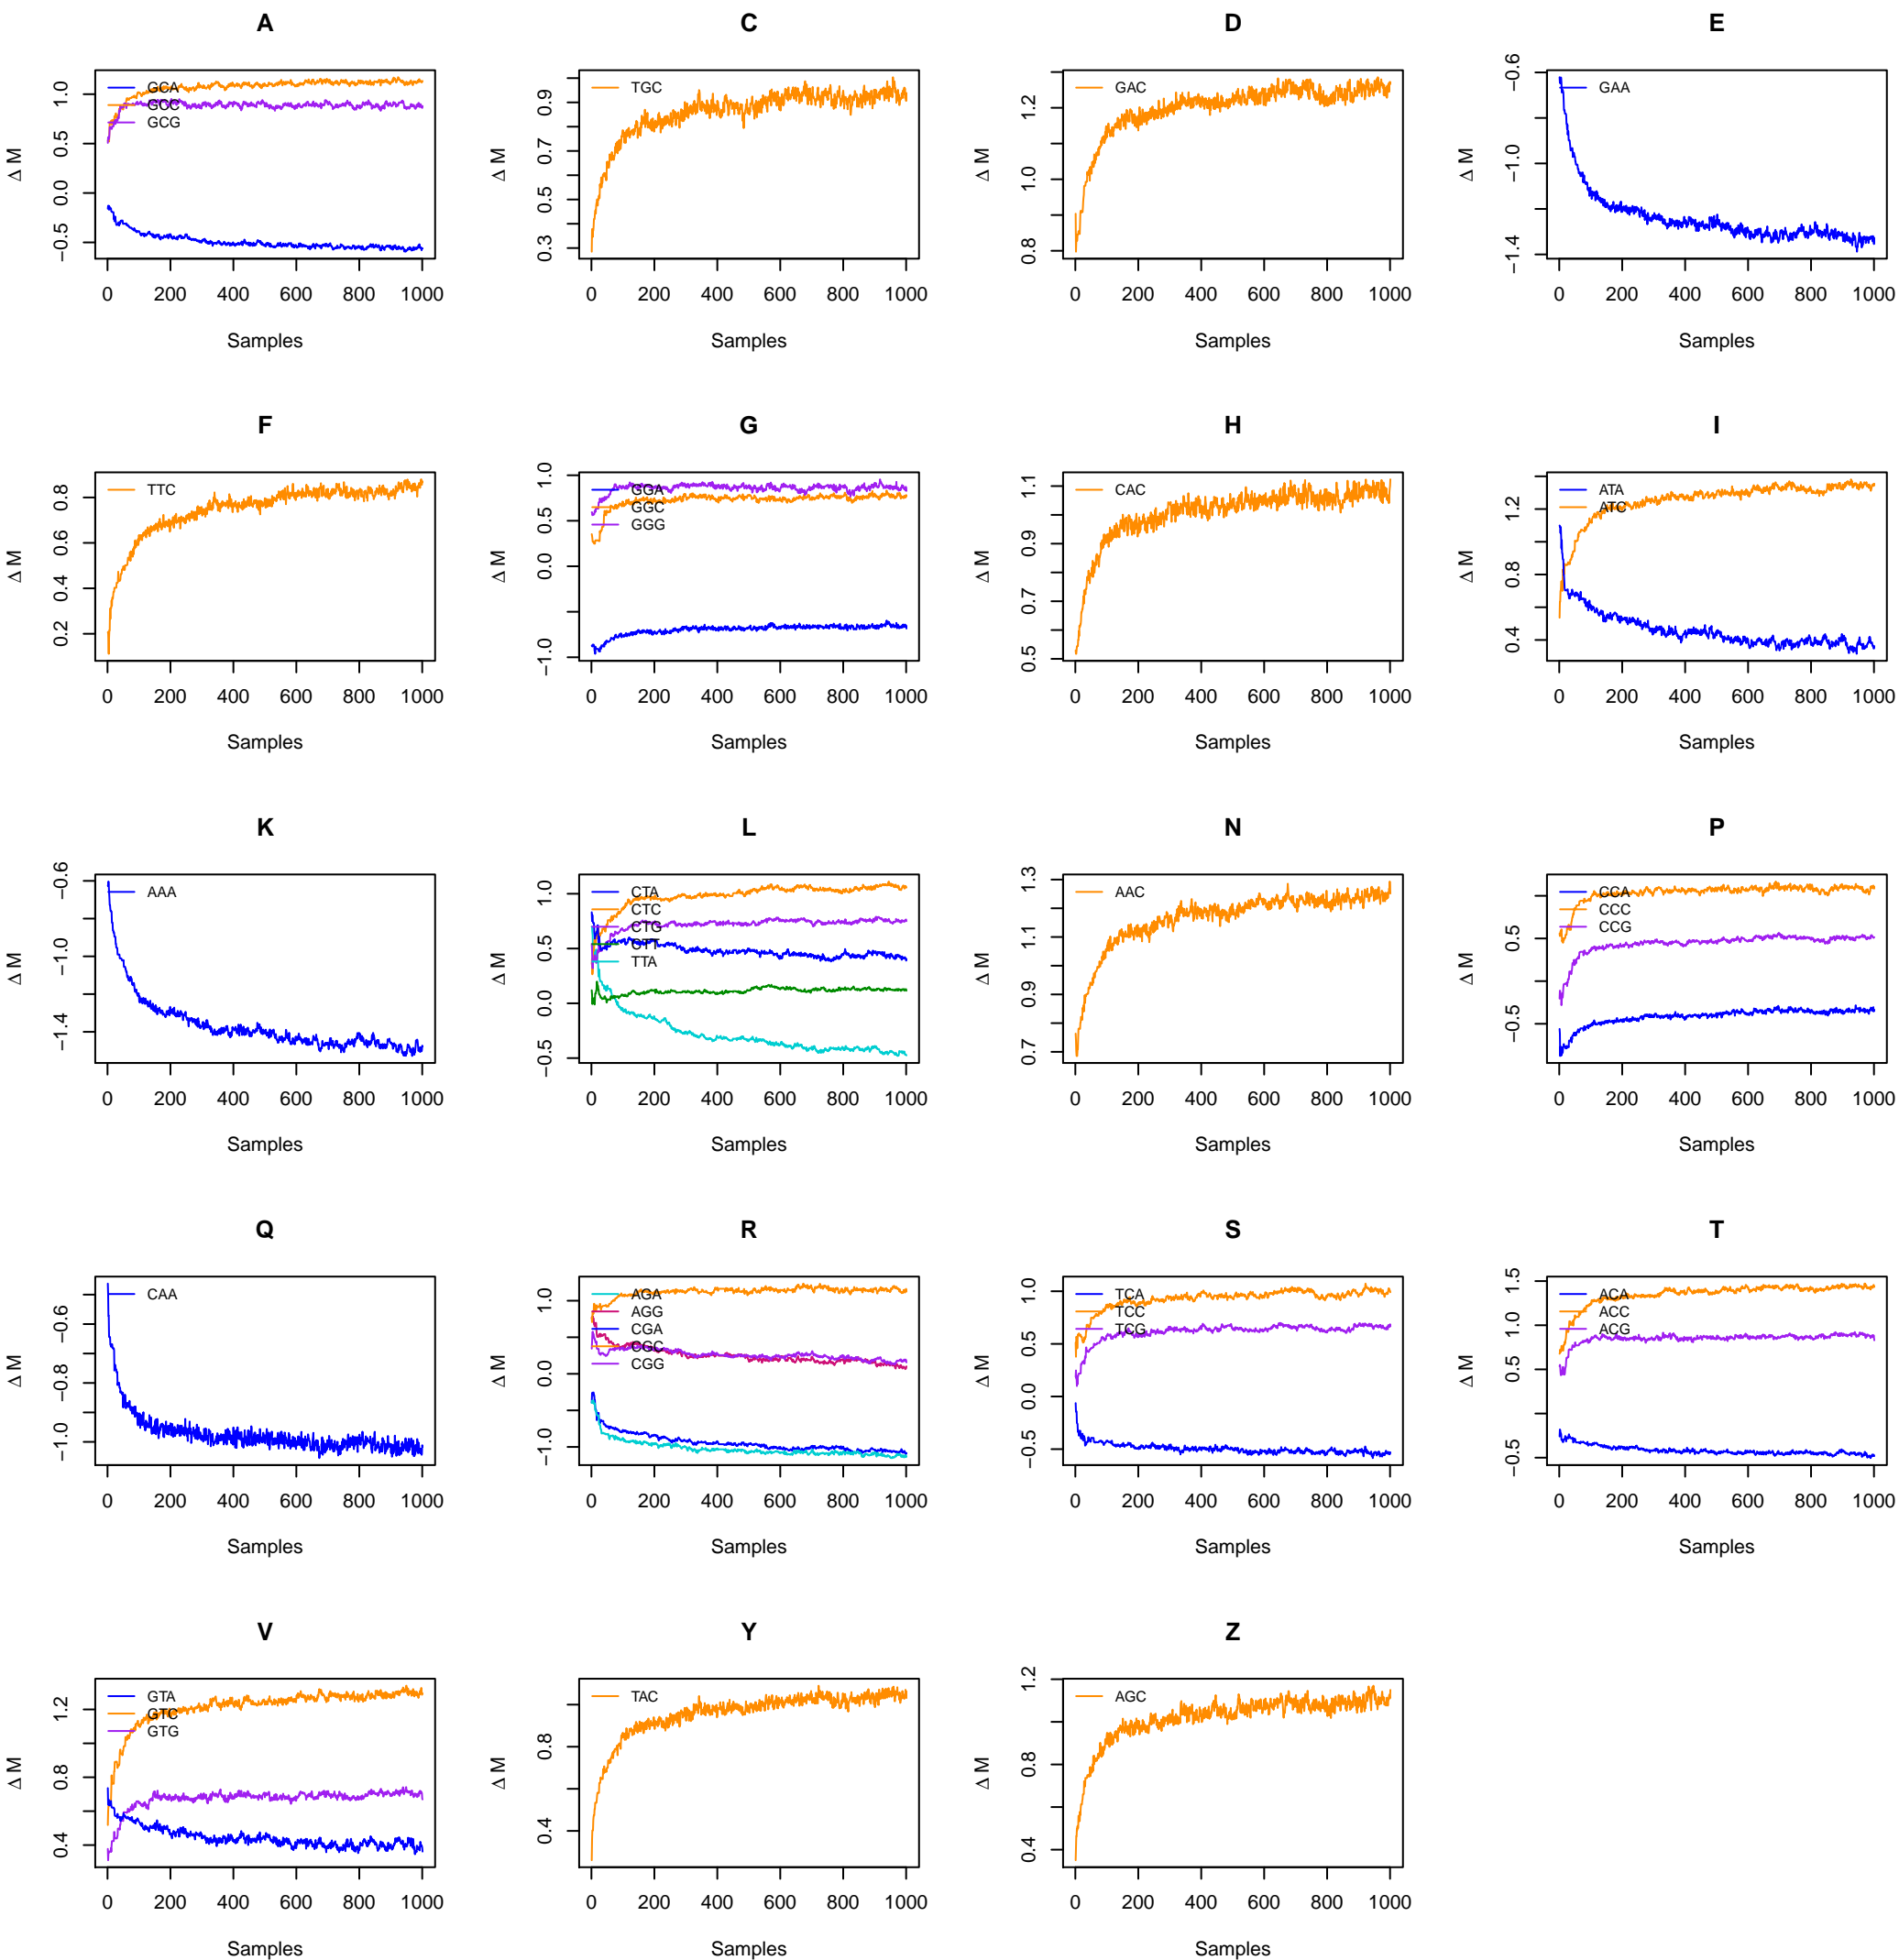 A
C
D
E
Δ M
1.0
0.5
0.0
−0.5
GCA
GCC
GCG
0 200 400 600 800 1000
Samples
Δ M
0.9
0.7
0.5
0.3
TGC
0 200 400 600 800 1000
Samples
Δ M
1.2
1.0
0.8
GAC
0 200 400 600 800 1000
Samples
Δ M
−0.6
−1.0
−1.4
GAA
0 200 400 600 800 1000
Samples
F
G
H
I
Δ M
0.8
0.6
0.4
0.2
TTC
0 200 400 600 800 1000
Samples
Δ M
1.0
0.5
0.0
−1.0
GGA
GGC
GGG
0 200 400 600 800 1000
Samples
Δ M
1.1
0.9
0.7
0.5
CAC
0 200 400 600 800 1000
Samples
Δ M
1.2
0.8
0.4
ATA
ATC
0 200 400 600 800 1000
Samples
K
L
N
P
Δ M
−0.6
−1.0
−1.4
AAA
0 200 400 600 800 1000
Samples
Δ M
1.0
0.5
0.0
−0.5
CTA
CTC
CTG
CTT
TTA
0 200 400 600 800 1000
Samples
Δ M
1.3
1.1
0.9
0.7
AAC
0 200 400 600 800 1000
Samples
Δ M
0.5
−0.5
CCA
CCC
CCG
0 200 400 600 800 1000
Samples
Q
R
S
T
Δ M
−0.6
−0.8
−1.0
CAA
0 200 400 600 800 1000
Samples
Δ M
1.0
0.0
−1.0
AGA
AGG
CGA
CGC
CGG
0 200 400 600 800 1000
Samples
Δ M
1.0
0.5
0.0
−0.5
TCA
TCC
TCG
0 200 400 600 800 1000
Samples
Δ M
1.5
1.0
0.5
−0.5
ACA
ACC
ACG
0 200 400 600 800 1000
Samples
V
Y
Z
Δ M
1.2
0.8
0.4
GTA
GTC
GTG
0 200 400 600 800 1000
Samples
Δ M
0.8
0.4
TAC
0 200 400 600 800 1000
Samples
Δ M
1.2
0.8
0.4
AGC
0 200 400 600 800 1000
Samples